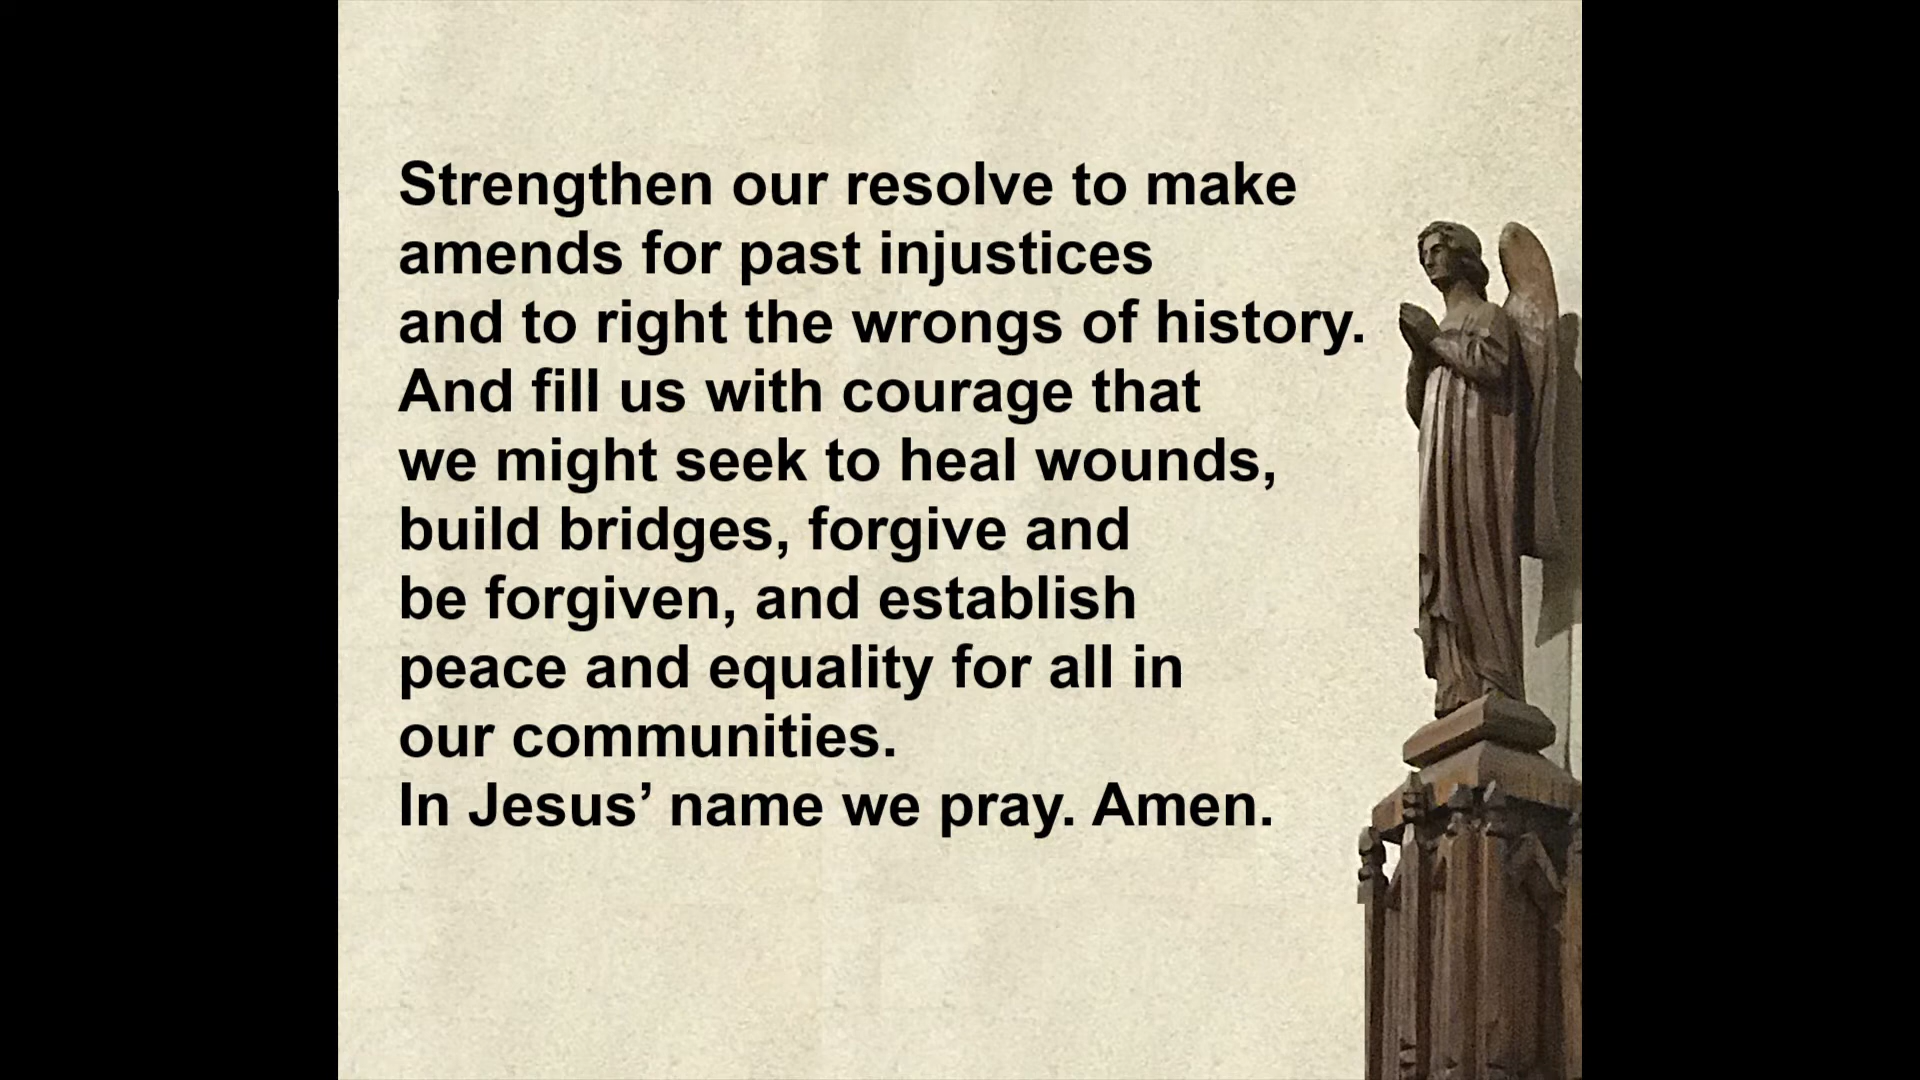 Strengthen our resolve to make
amends for past injustices
and to right the wrongs of history.
And fill us with courage that
we might seek to heal wounds,
build bridges, forgive and
be forgiven, and establish
peace and equality for all in
our communities.
In Jesus’ name we pray. Amen.